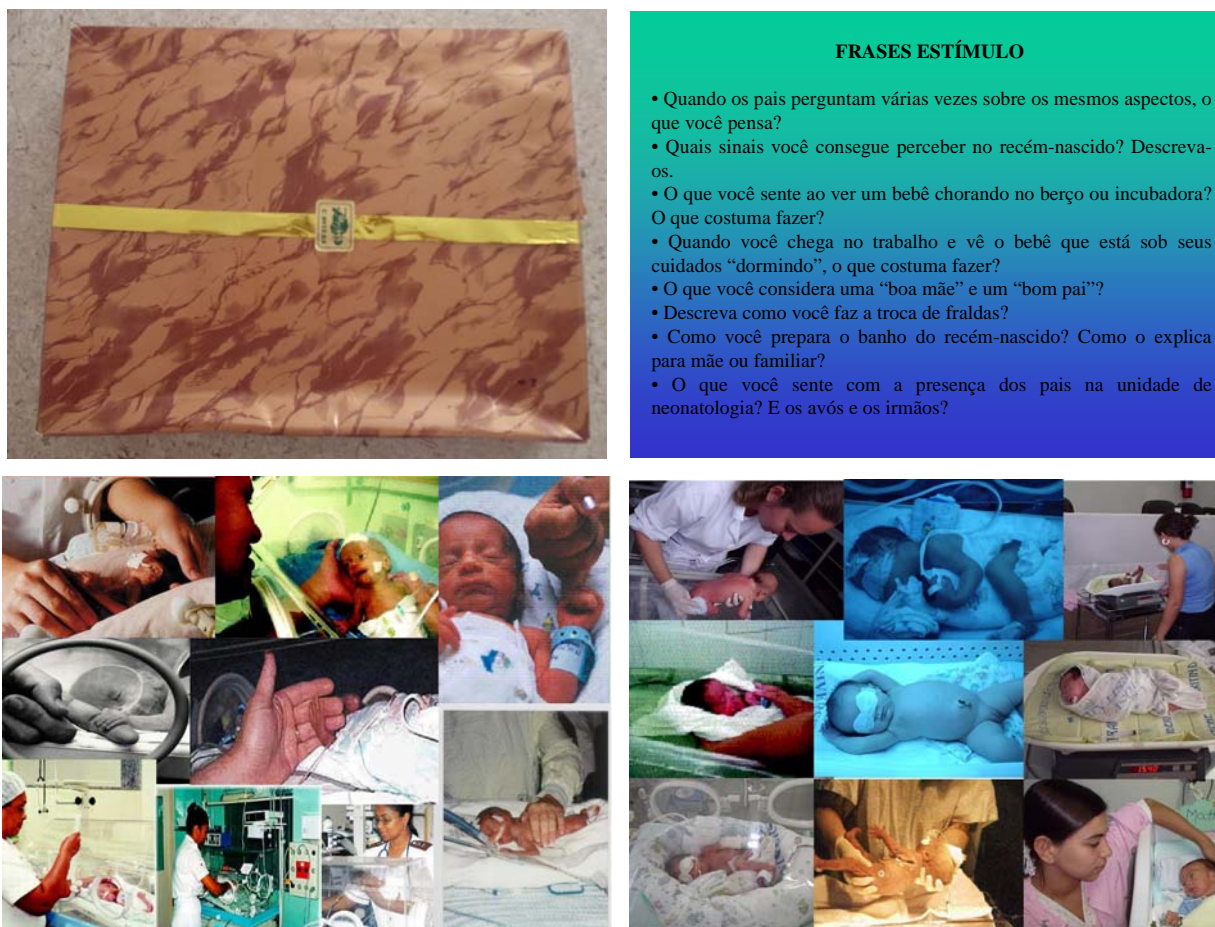 FRASES ESTÍMULO
• Quando os pais perguntam várias vezes sobre os mesmos aspectos, o
que você pensa?
• Quais sinais você consegue perceber no recém-nascido? Descreva-
os.
• O que você sente ao ver um bebê chorando no berço ou incubadora?
O que costuma fazer?
• Quando você chega no trabalho e vê o bebê que está sob seus
cuidados “dormindo”, o que costuma fazer?
• O que você considera uma “boa mãe” e um “bom pai”?
• Descreva como você faz a troca de fraldas?
• Como você prepara o banho do recém-nascido? Como o explica
para mãe ou familiar?
• O que você sente com a presença dos pais na unidade de
neonatologia? E os avós e os irmãos?